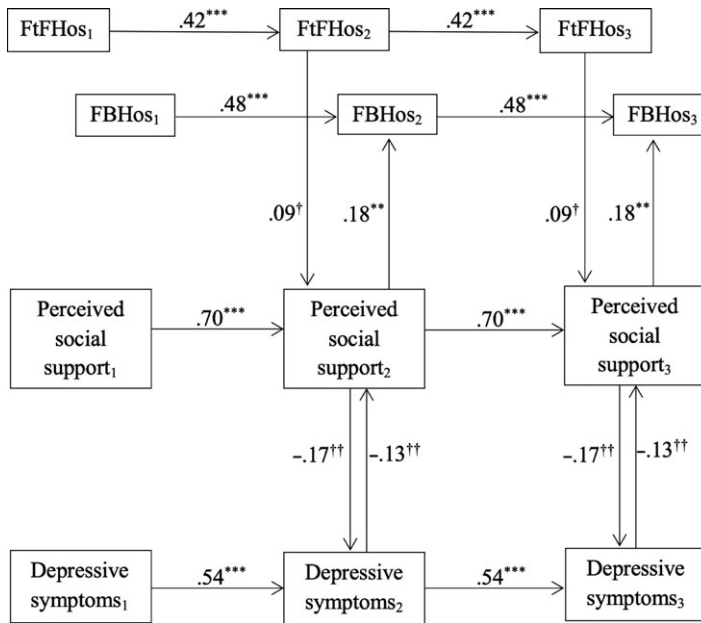 FtFHos₁ .42*** FtFHos₂ .42*** FtFHos₃
FBHos₁ .48*** FBHos₂ .48*** FBHos₃
.09† .18** .09† .18**
Perceived
social
support₁
.70***
Perceived
social
support₂
.70***
Perceived
social
support₃
–.17†† –.13†† –.17†† –.13††
Depressive
symptoms₁
.54***
Depressive
symptoms₂
.54***
Depressive
symptoms₃